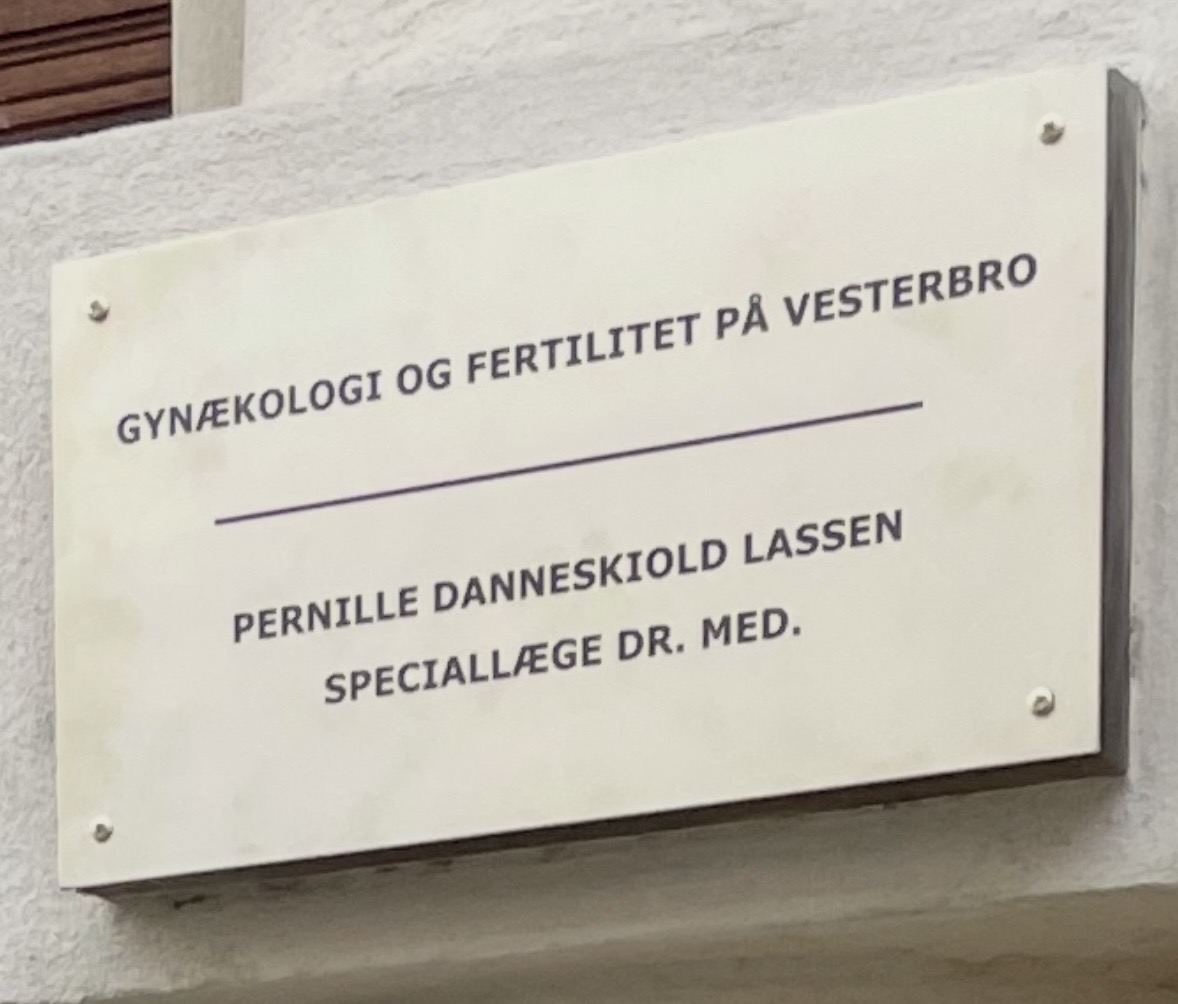 GYNÆKOLOGI OG FERTILITET PÅ VESTERBRO
PERNILLE DANNESKIOLD LASSEN
SPECIALLÆGE DR. MED.